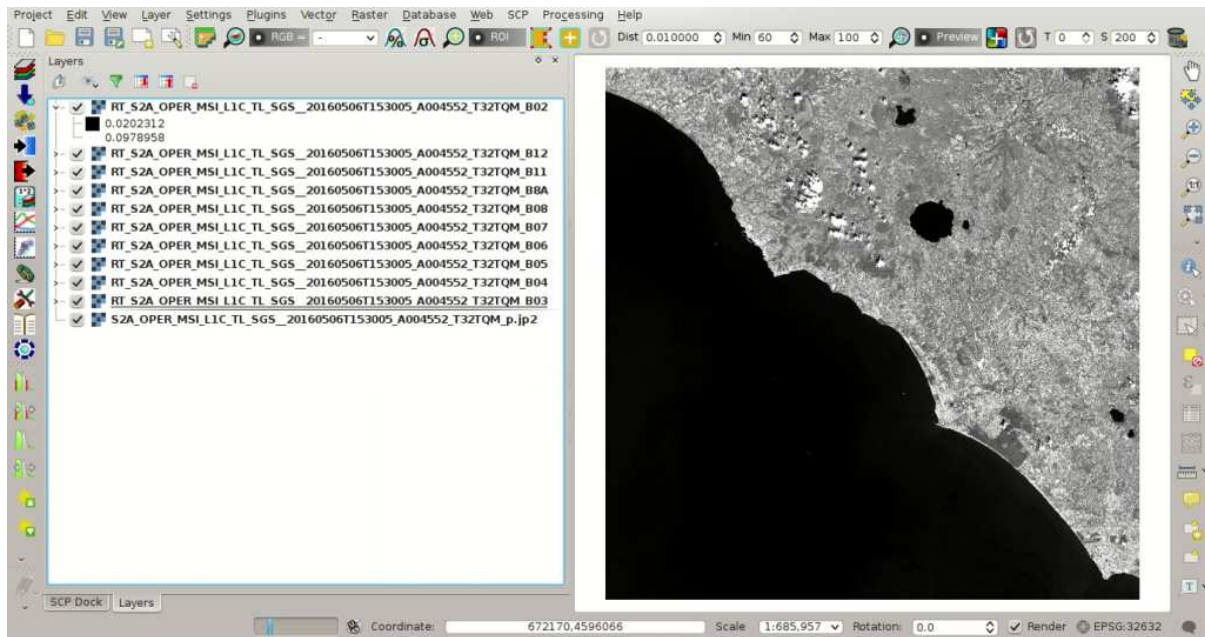 Project Edit View Layer Settings Plugins Vector Raster Database Web SCP Processing Help
RGB = - ROI Dist 0.010000 Min 60 Max 100 Preview T 0 S 200
Layers
RT_S2A_OPER_MSI_L1C_TL_SGS__20160506T153005_A004552_T32TQM_B02
0.0202312
0.0978958
RT_S2A_OPER_MSI_L1C_TL_SGS__20160506T153005_A004552_T32TQM_B12
RT_S2A_OPER_MSI_L1C_TL_SGS__20160506T153005_A004552_T32TQM_B11
RT_S2A_OPER_MSI_L1C_TL_SGS__20160506T153005_A004552_T32TQM_B8A
RT_S2A_OPER_MSI_L1C_TL_SGS__20160506T153005_A004552_T32TQM_B08
RT_S2A_OPER_MSI_L1C_TL_SGS__20160506T153005_A004552_T32TQM_B07
RT_S2A_OPER_MSI_L1C_TL_SGS__20160506T153005_A004552_T32TQM_B06
RT_S2A_OPER_MSI_L1C_TL_SGS__20160506T153005_A004552_T32TQM_B05
RT_S2A_OPER_MSI_L1C_TL_SGS__20160506T153005_A004552_T32TQM_B04
RT_S2A_OPER_MSI_L1C_TL_SGS__20160506T153005_A004552_T32TQM_B03
S2A_OPER_MSI_L1C_TL_SGS__20160506T153005_A004552_T32TQM_p.jp2
SCP Dock Layers
Coordinate: 672170,4596066 Scale 1:685,957 Rotation: 0.0 Render EPSG:32632